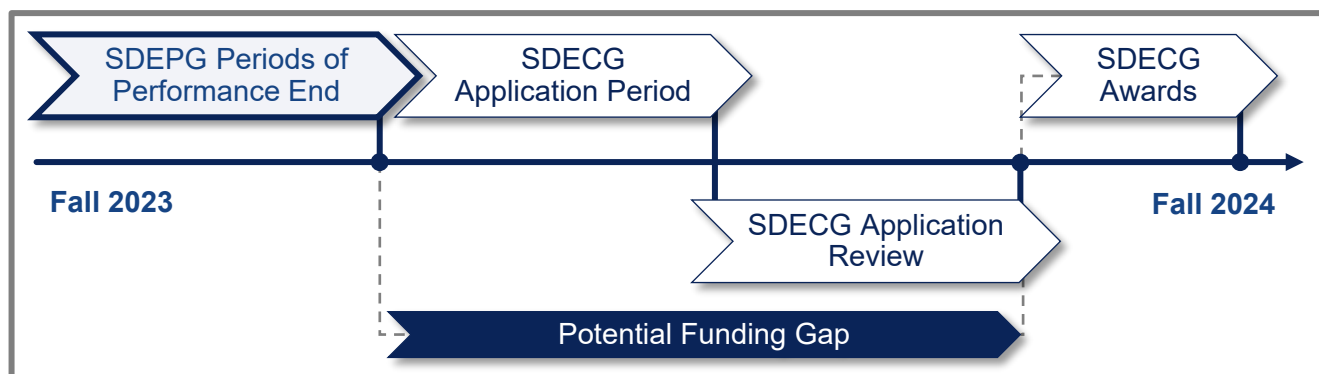 SDEPG Periods of
Performance End
SDECG
Application Period
SDECG
Awards
Fall 2023
Fall 2024
SDECG Application
Review
Potential Funding Gap